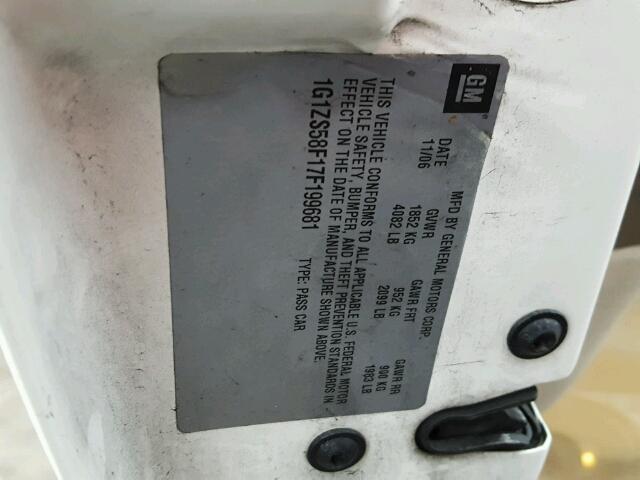 GM
MFD BY GENERAL MOTORS CORP.
DATE GVWR GAWR FRT GAWR RR
11/06 1852 KG 952 KG 900 KG
4082 LB 2099 LB 1983 LB
THIS VEHICLE CONFORMS TO ALL APPLICABLE U.S. FEDERAL MOTOR
VEHICLE SAFETY, BUMPER, AND THEFT PREVENTION STANDARDS IN
EFFECT ON THE DATE OF MANUFACTURE SHOWN ABOVE.
1G1ZS58F17F199681 TYPE: PASS CAR